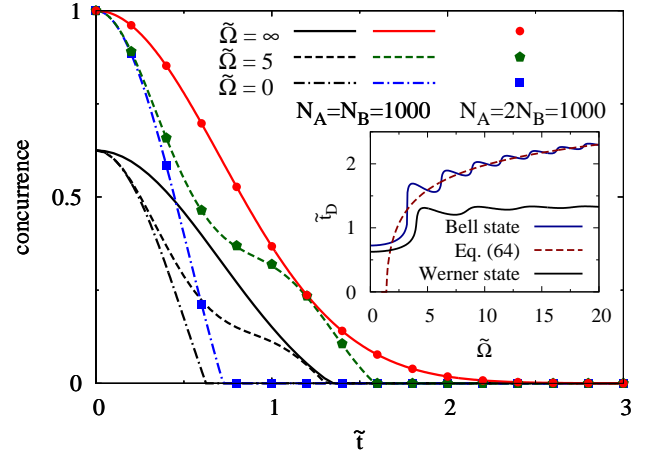 1
Ω̃ = ∞
Ω̃ = 5
Ω̃ = 0
N_A=N_B=1000 N_A=2N_B=1000
concurrence
0.5
0
0 1 2 3
t̃
2
1
0
t̃_D
Bell state
Eq. (64)
Werner state
0 5 10 15 20
Ω̃